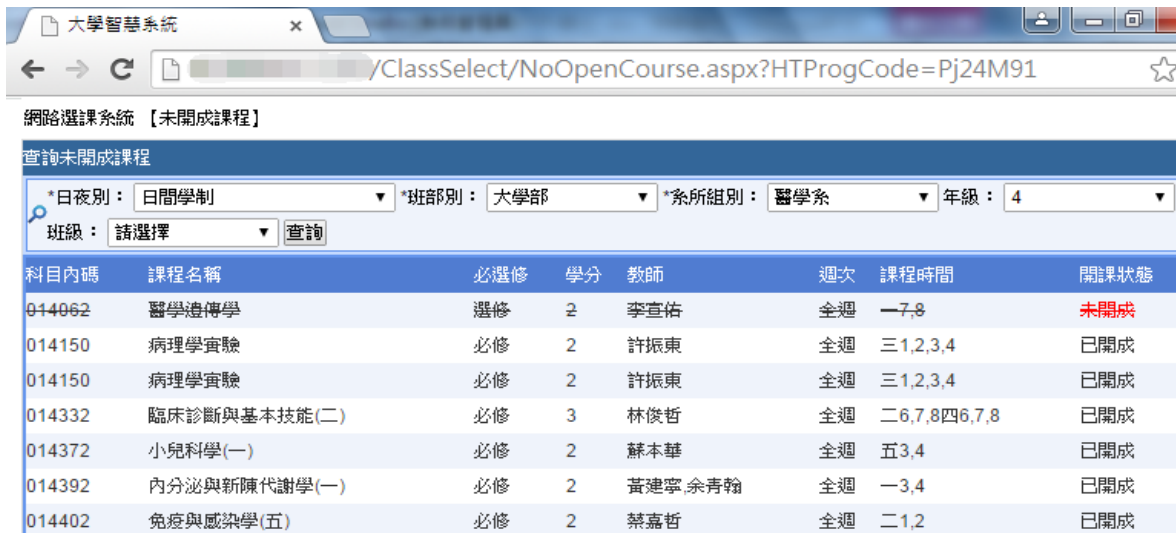 大學智慧系統
/ClassSelect/NoOpenCourse.aspx?HTProgCode=Pj24M91
網路選課系統 【未開成課程】
查詢未開成課程
*日夜別： 日間學制 *班部別： 大學部 *系所組別： 醫學系 年級： 4
班級： 請選擇 查詢
科目內碼 課程名稱 必選修 學分 教師 週次 課程時間 開課狀態
014062 醫學遺傳學 選修 2 李宣佑 全週 一7,8 未開成
014150 病理學實驗 必修 2 許振東 全週 三1,2,3,4 已開成
014150 病理學實驗 必修 2 許振東 全週 三1,2,3,4 已開成
014332 臨床診斷與基本技能(二) 必修 3 林俊哲 全週 二6,7,8四6,7,8 已開成
014372 小兒科學(一) 必修 2 蘇本華 全週 五3,4 已開成
014392 內分泌與新陳代謝學(一) 必修 2 黃建寧,余青翰 全週 一3,4 已開成
014402 免疫與感染學(五) 必修 2 蔡嘉哲 全週 二1,2 已開成